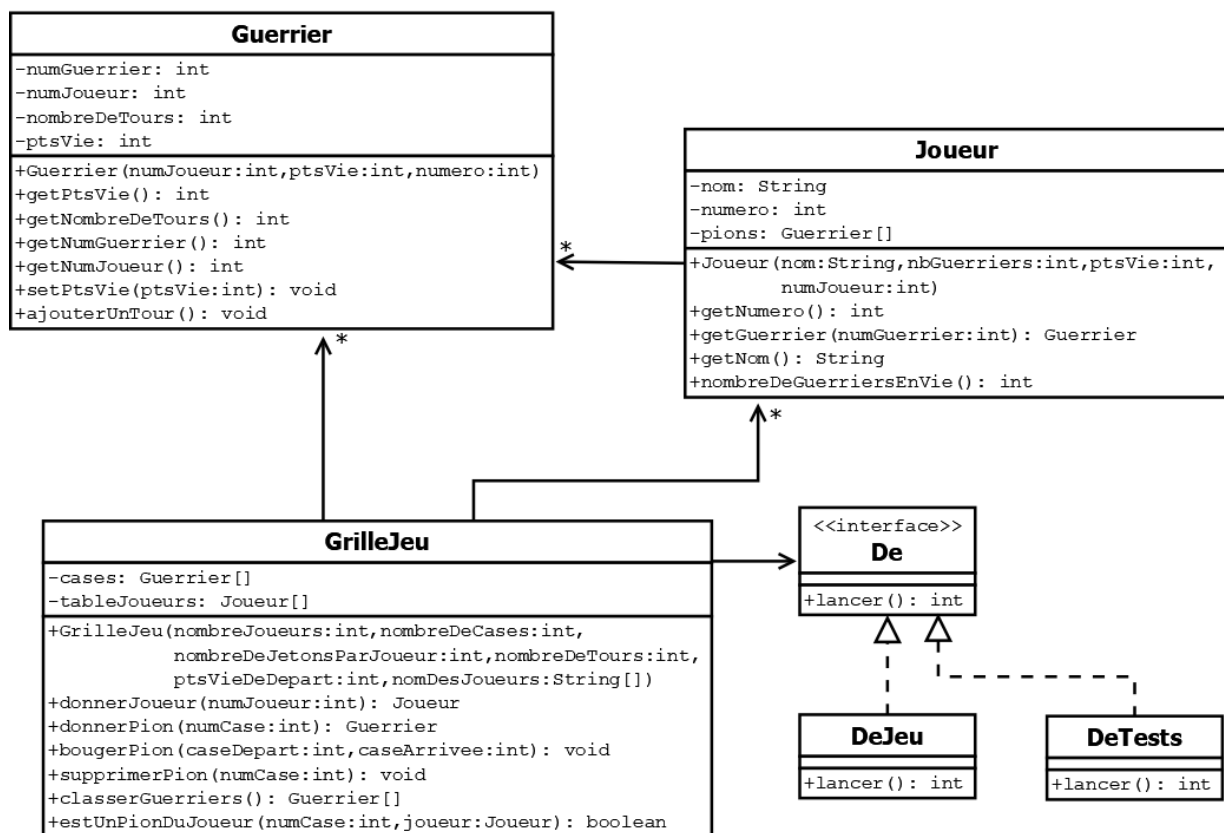 Guerrier
-numGuerrier: int
-numJoueur: int
-nombreDeTours: int
-ptsVie: int
+Guerrier(numJoueur:int,ptsVie:int,numero:int)
+getPtsVie(): int
+getNombreDeTours(): int
+getNumGuerrier(): int
+getNumJoueur(): int
+setPtsVie(ptsVie:int): void
+ajouterUnTour(): void
*
*
Joueur
-nom: String
-numero: int
-pions: Guerrier[]
+Joueur(nom:String,nbGuerriers:int,ptsVie:int,
numJoueur:int)
+getNumero(): int
+getGuerrier(numGuerrier:int): Guerrier
+getNom(): String
+nombreDeGuerriersEnVie(): int
*
GrilleJeu
-cases: Guerrier[]
-tableJoueurs: Joueur[]
+GrilleJeu(nombreJoueurs:int,nombreDeCases:int,
nombreDeJetonsParJoueur:int,nombreDeTours:int,
ptsVieDeDepart:int,nomDesJoueurs:String[])
+donnerJoueur(numJoueur:int): Joueur
+donnerPion(numCase:int): Guerrier
+bougerPion(caseDepart:int,caseArrivee:int): void
+supprimerPion(numCase:int): void
+classerGuerriers(): Guerrier[]
+estUnPionDuJoueur(numCase:int,joueur:Joueur): boolean
<<interface>>
De
+lancer(): int
DeJeu
+lancer(): int
DeTests
+lancer(): int